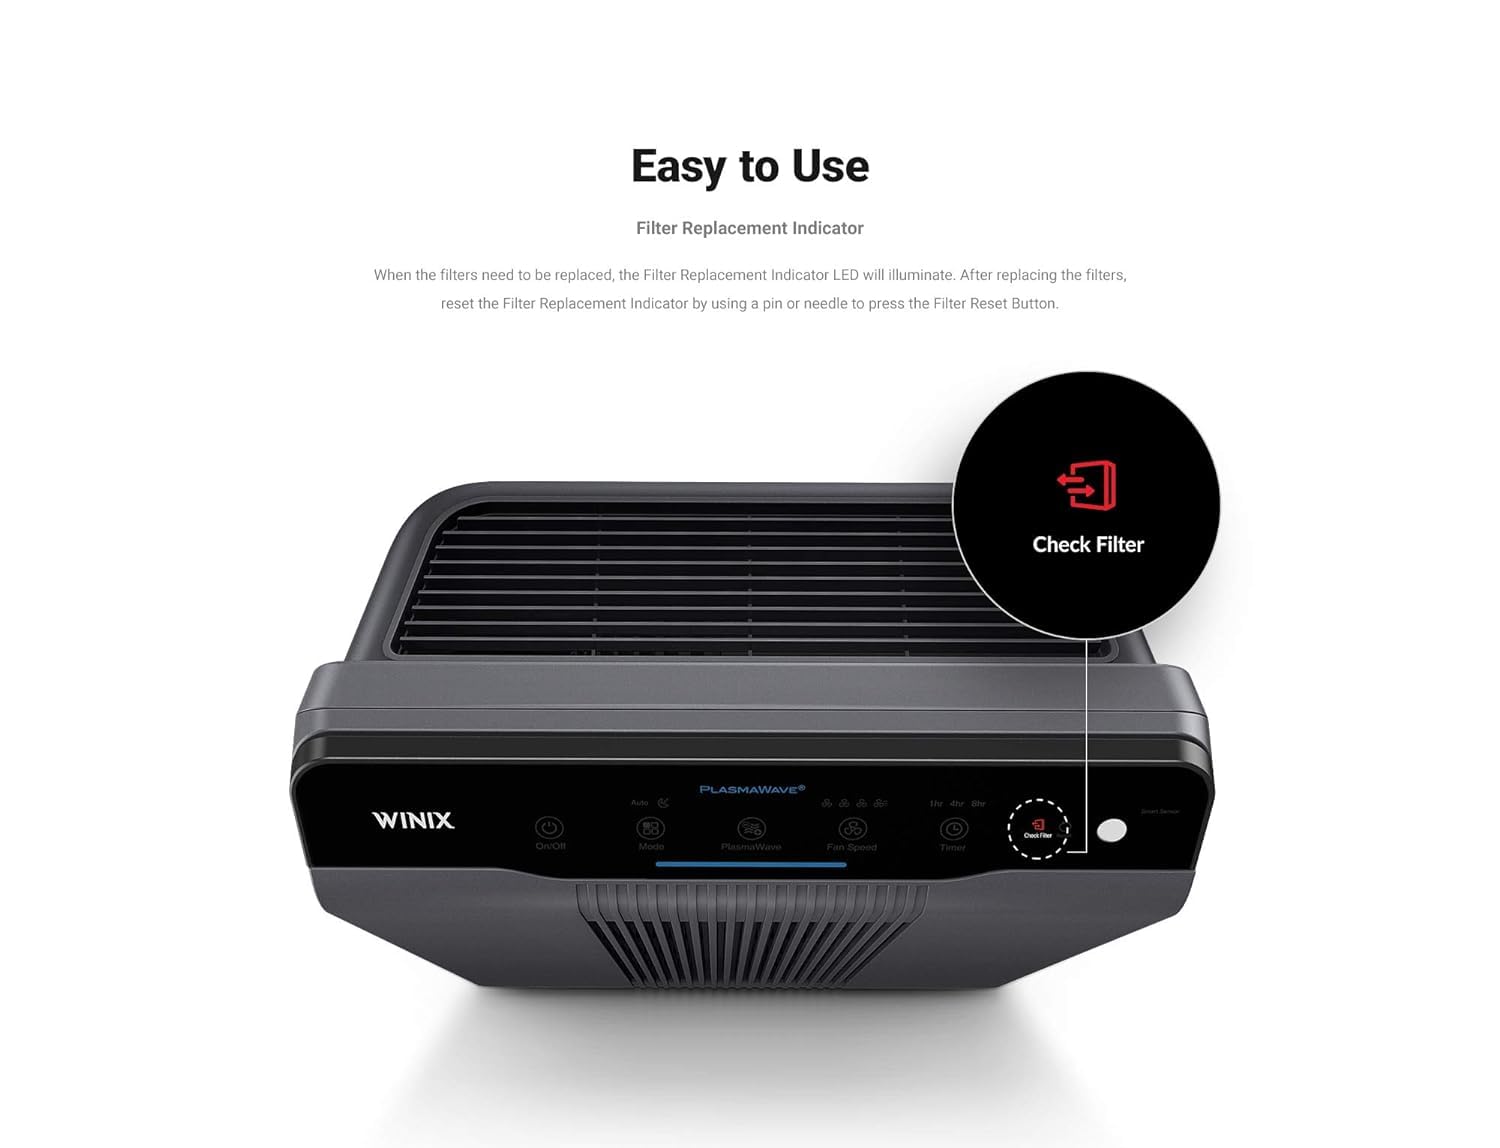 Easy to Use
Filter Replacement Indicator
When the filters need to be replaced, the Filter Replacement Indicator LED will illuminate. After replacing the filters,
reset the Filter Replacement Indicator by using a pin or needle to press the Filter Reset Button.
Check Filter
PLASMAWAVE®
Auto
1hr 4hr 8hr
Smart Sensor
WINIX
Check Filter
On/Off
Mode
PlasmaWave
Fan Speed
Timer